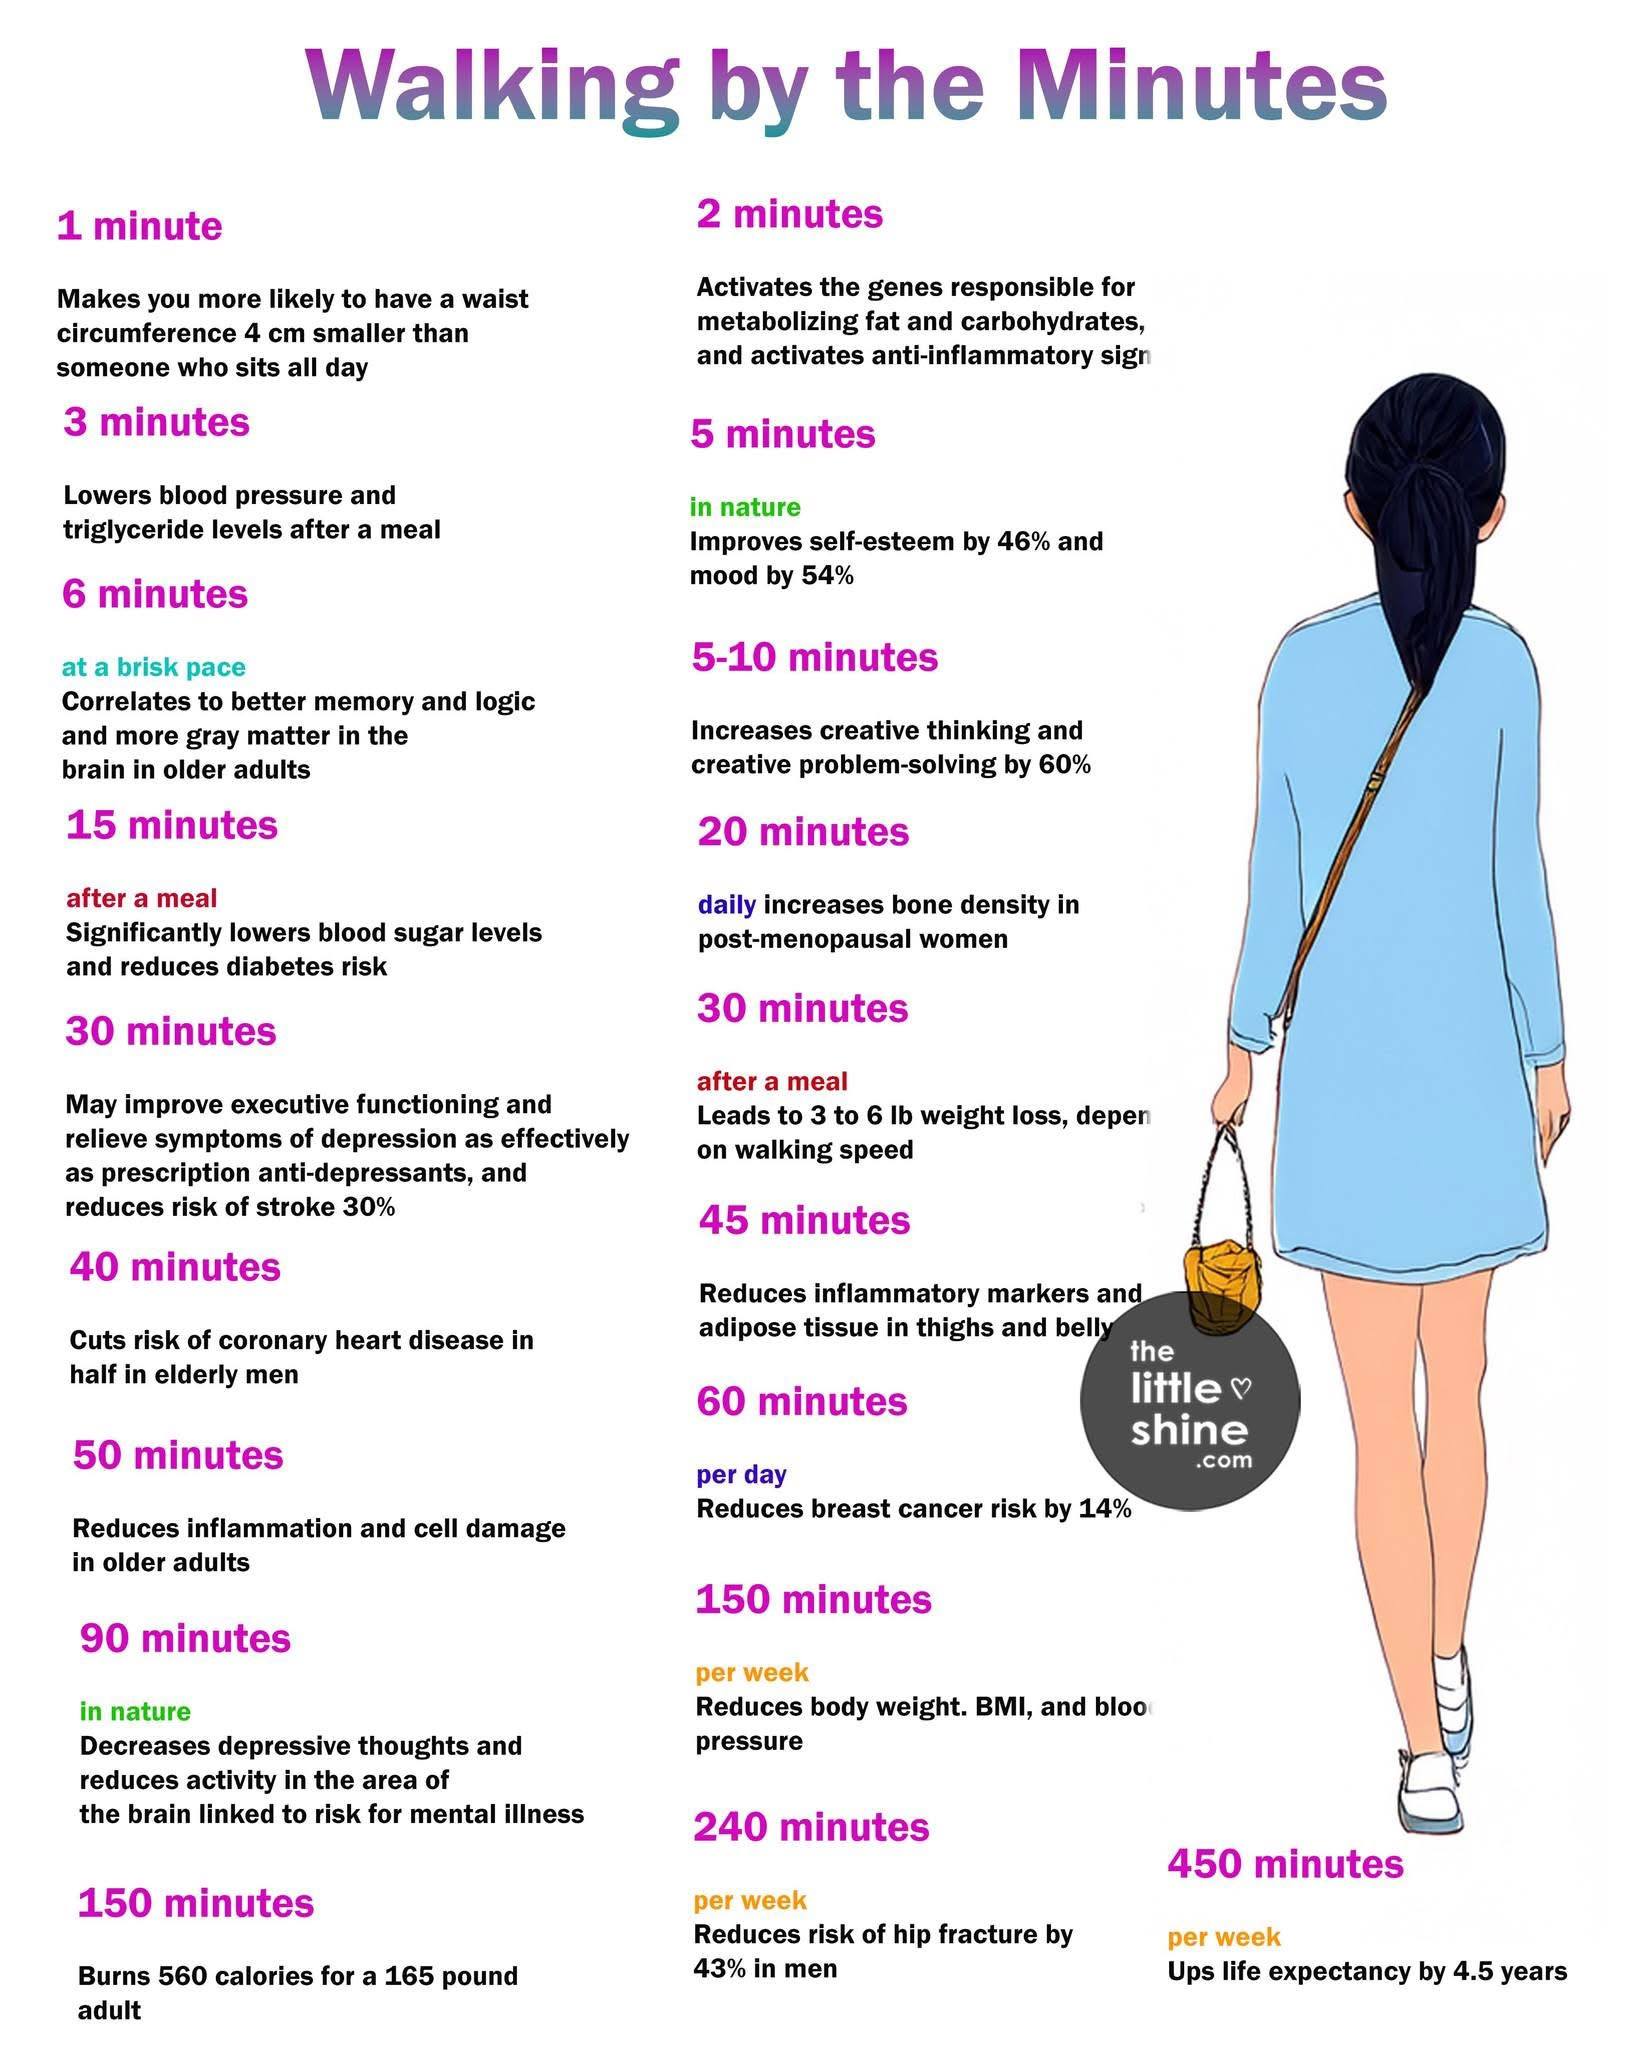 Walking by the Minutes
1 minute
Makes you more likely to have a waist
circumference 4 cm smaller than
someone who sits all day
2 minutes
Activates the genes responsible for
metabolizing fat and carbohydrates,
and activates anti-inflammatory sign
3 minutes
Lowers blood pressure and
triglyceride levels after a meal
5 minutes
in nature
Improves self-esteem by 46% and
mood by 54%
6 minutes
at a brisk pace
Correlates to better memory and logic
and more gray matter in the
brain in older adults
5-10 minutes
Increases creative thinking and
creative problem-solving by 60%
15 minutes
after a meal
Significantly lowers blood sugar levels
and reduces diabetes risk
20 minutes
daily increases bone density in
post-menopausal women
30 minutes
May improve executive functioning and
relieve symptoms of depression as effectively
as prescription anti-depressants, and
reduces risk of stroke 30%
30 minutes
after a meal
Leads to 3 to 6 lb weight loss, depen
on walking speed
40 minutes
Cuts risk of coronary heart disease in
half in elderly men
45 minutes
Reduces inflammatory markers and
adipose tissue in thighs and belly
the
little
shine
.com
50 minutes
Reduces inflammation and cell damage
in older adults
60 minutes
per day
Reduces breast cancer risk by 14%
90 minutes
in nature
Decreases depressive thoughts and
reduces activity in the area of
the brain linked to risk for mental illness
150 minutes
per week
Reduces body weight. BMI, and bloo
pressure
150 minutes
Burns 560 calories for a 165 pound
adult
240 minutes
per week
Reduces risk of hip fracture by
43% in men
450 minutes
per week
Ups life expectancy by 4.5 years